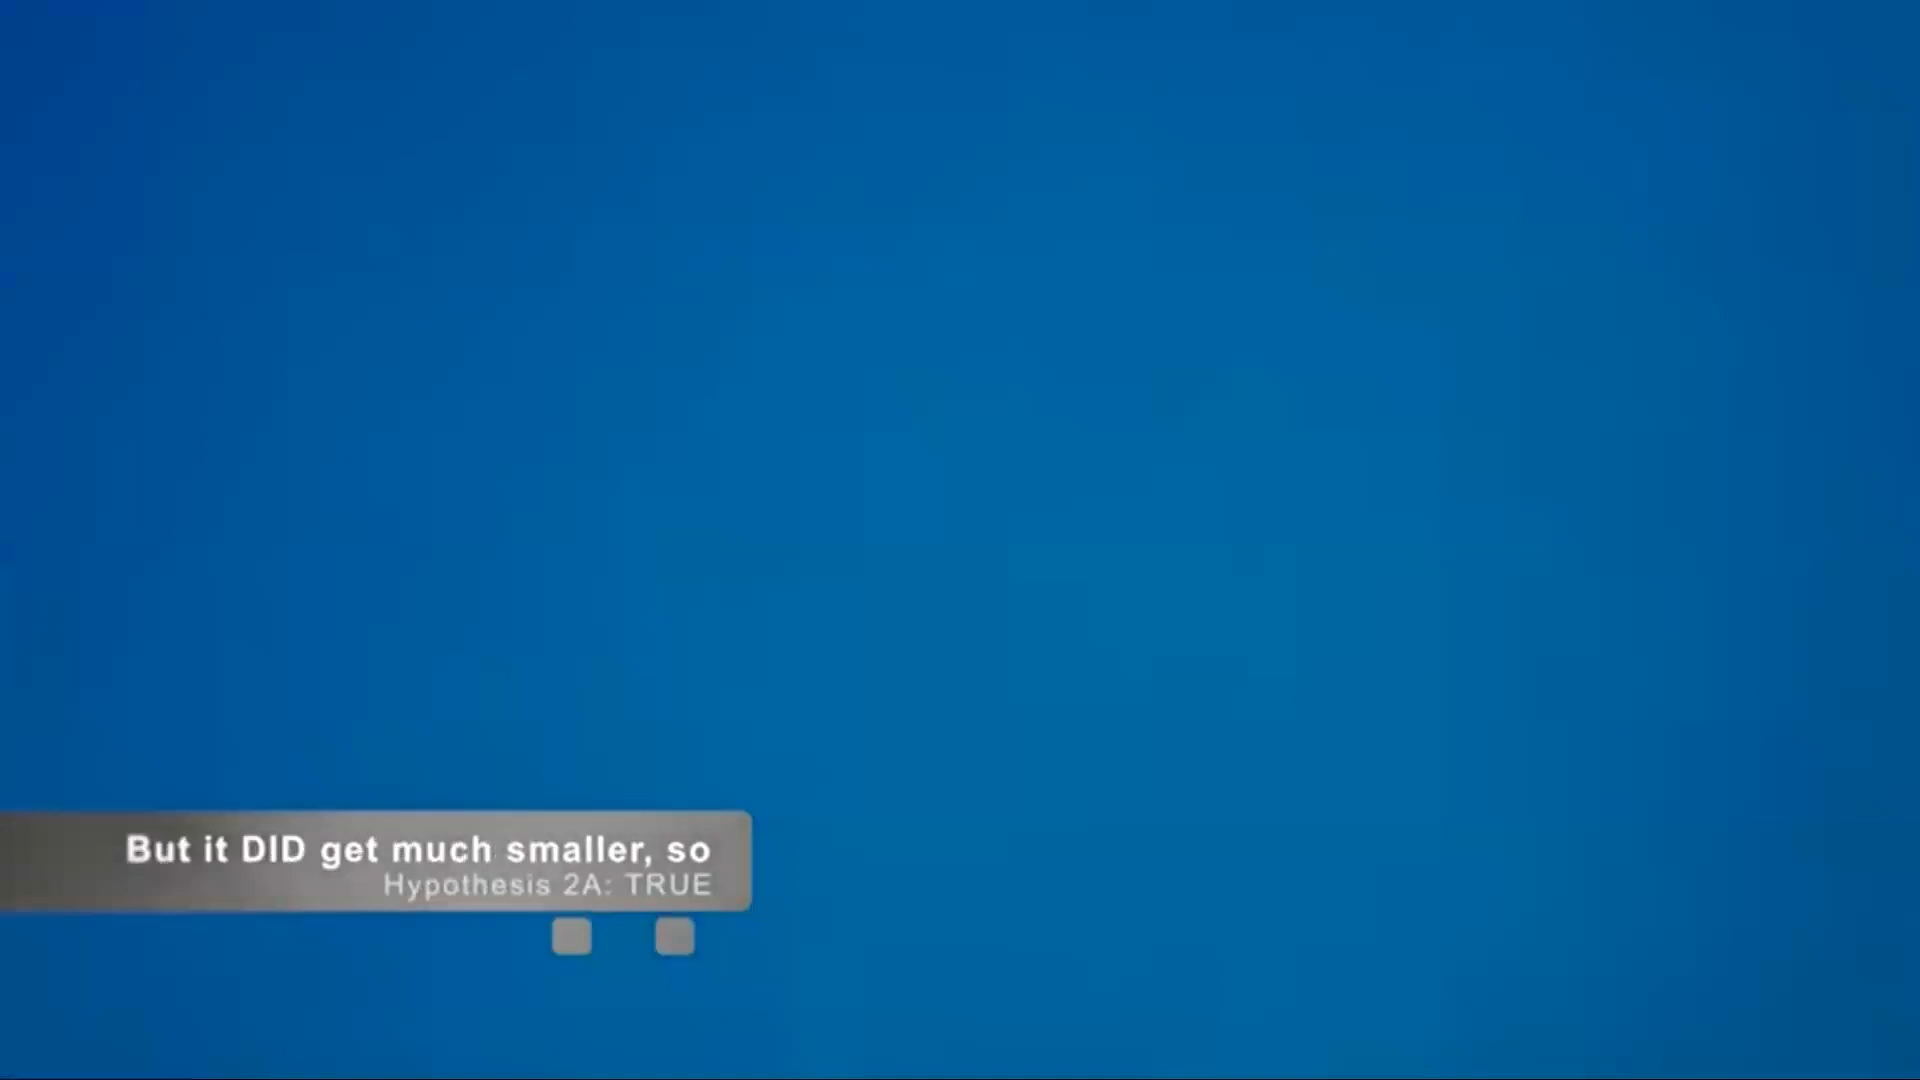 But it DID get much smaller, so
Hypothesis 2A: TRUE